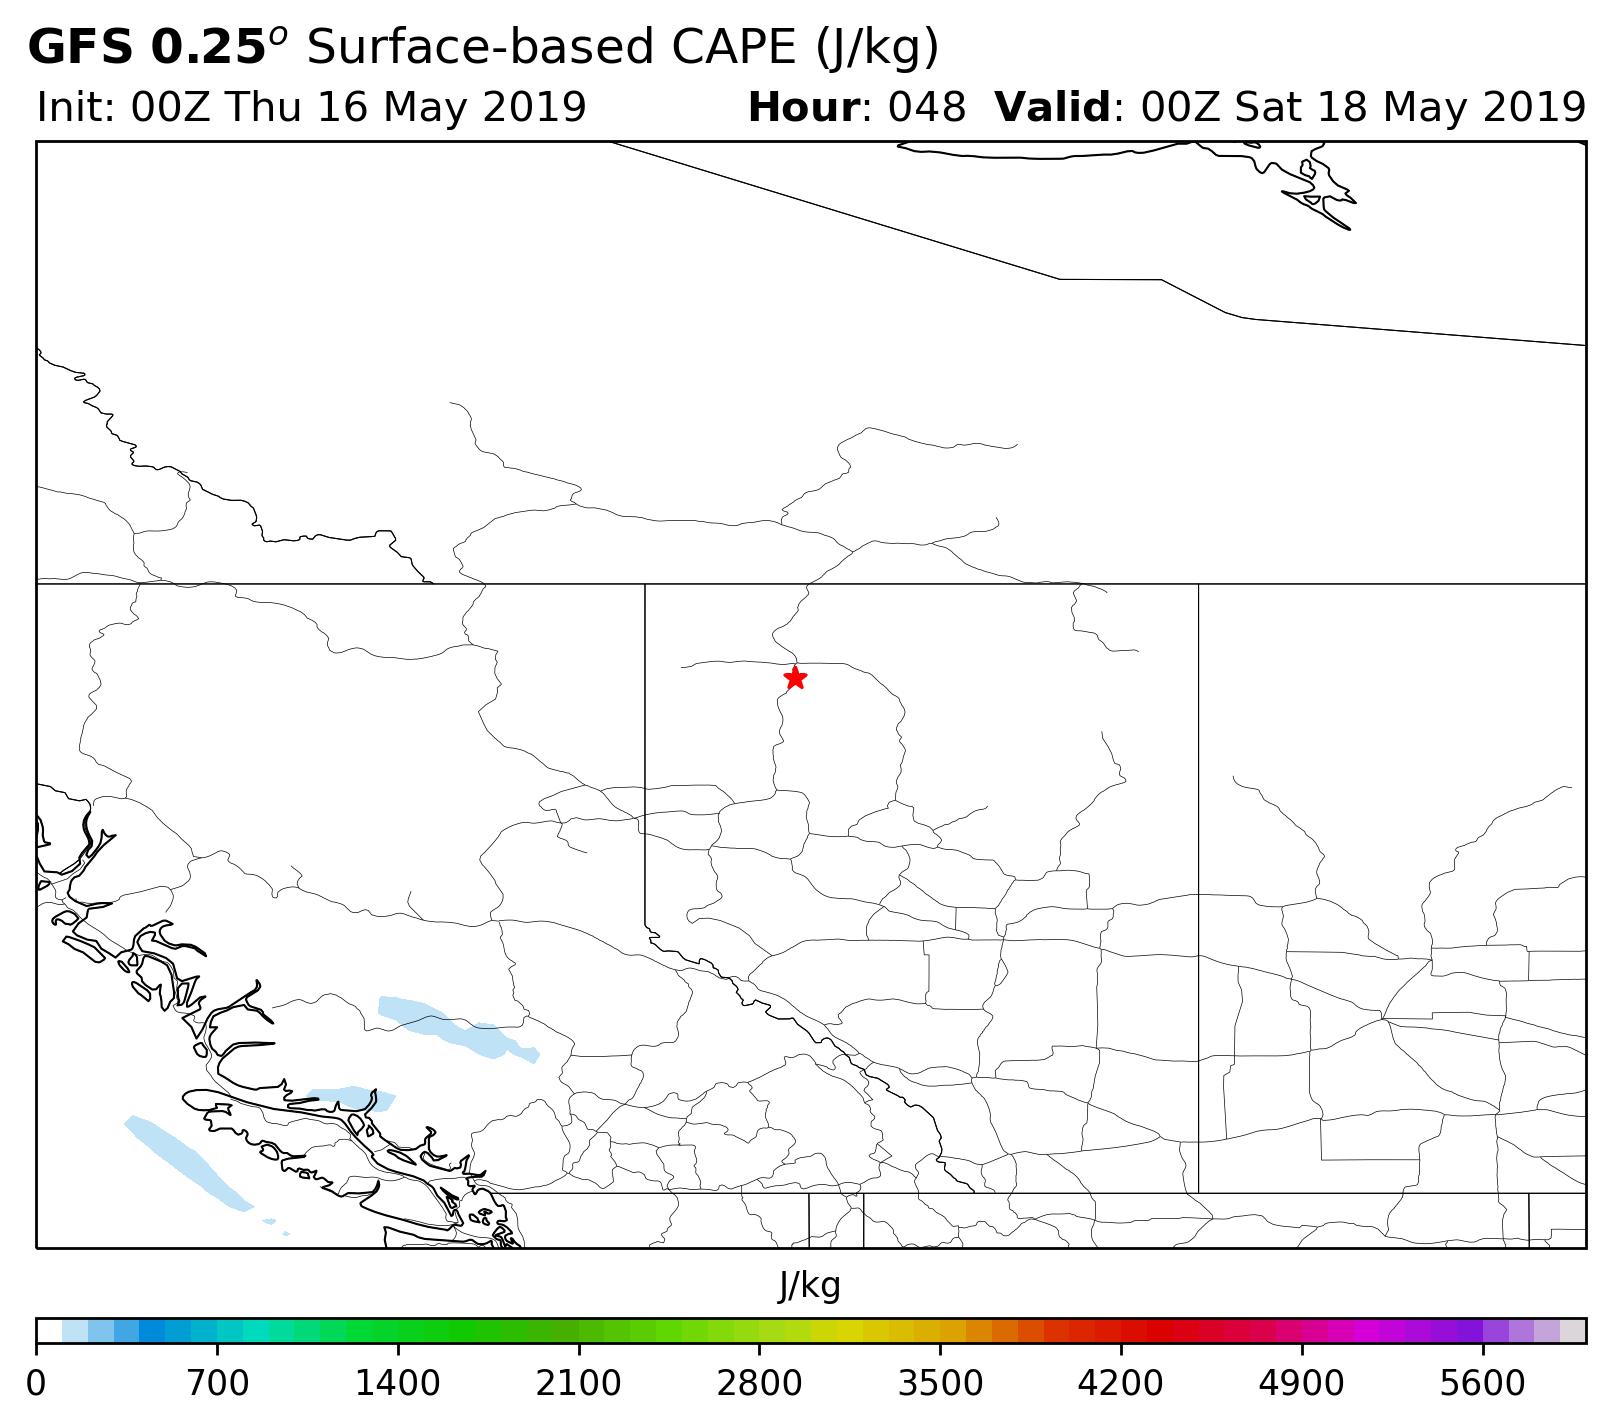 GFS 0.25° Surface-based CAPE (J/kg)
Init: 00Z Thu 16 May 2019 Hour: 048 Valid: 00Z Sat 18 May 2019
J/kg
0 700 1400 2100 2800 3500 4200 4900 5600